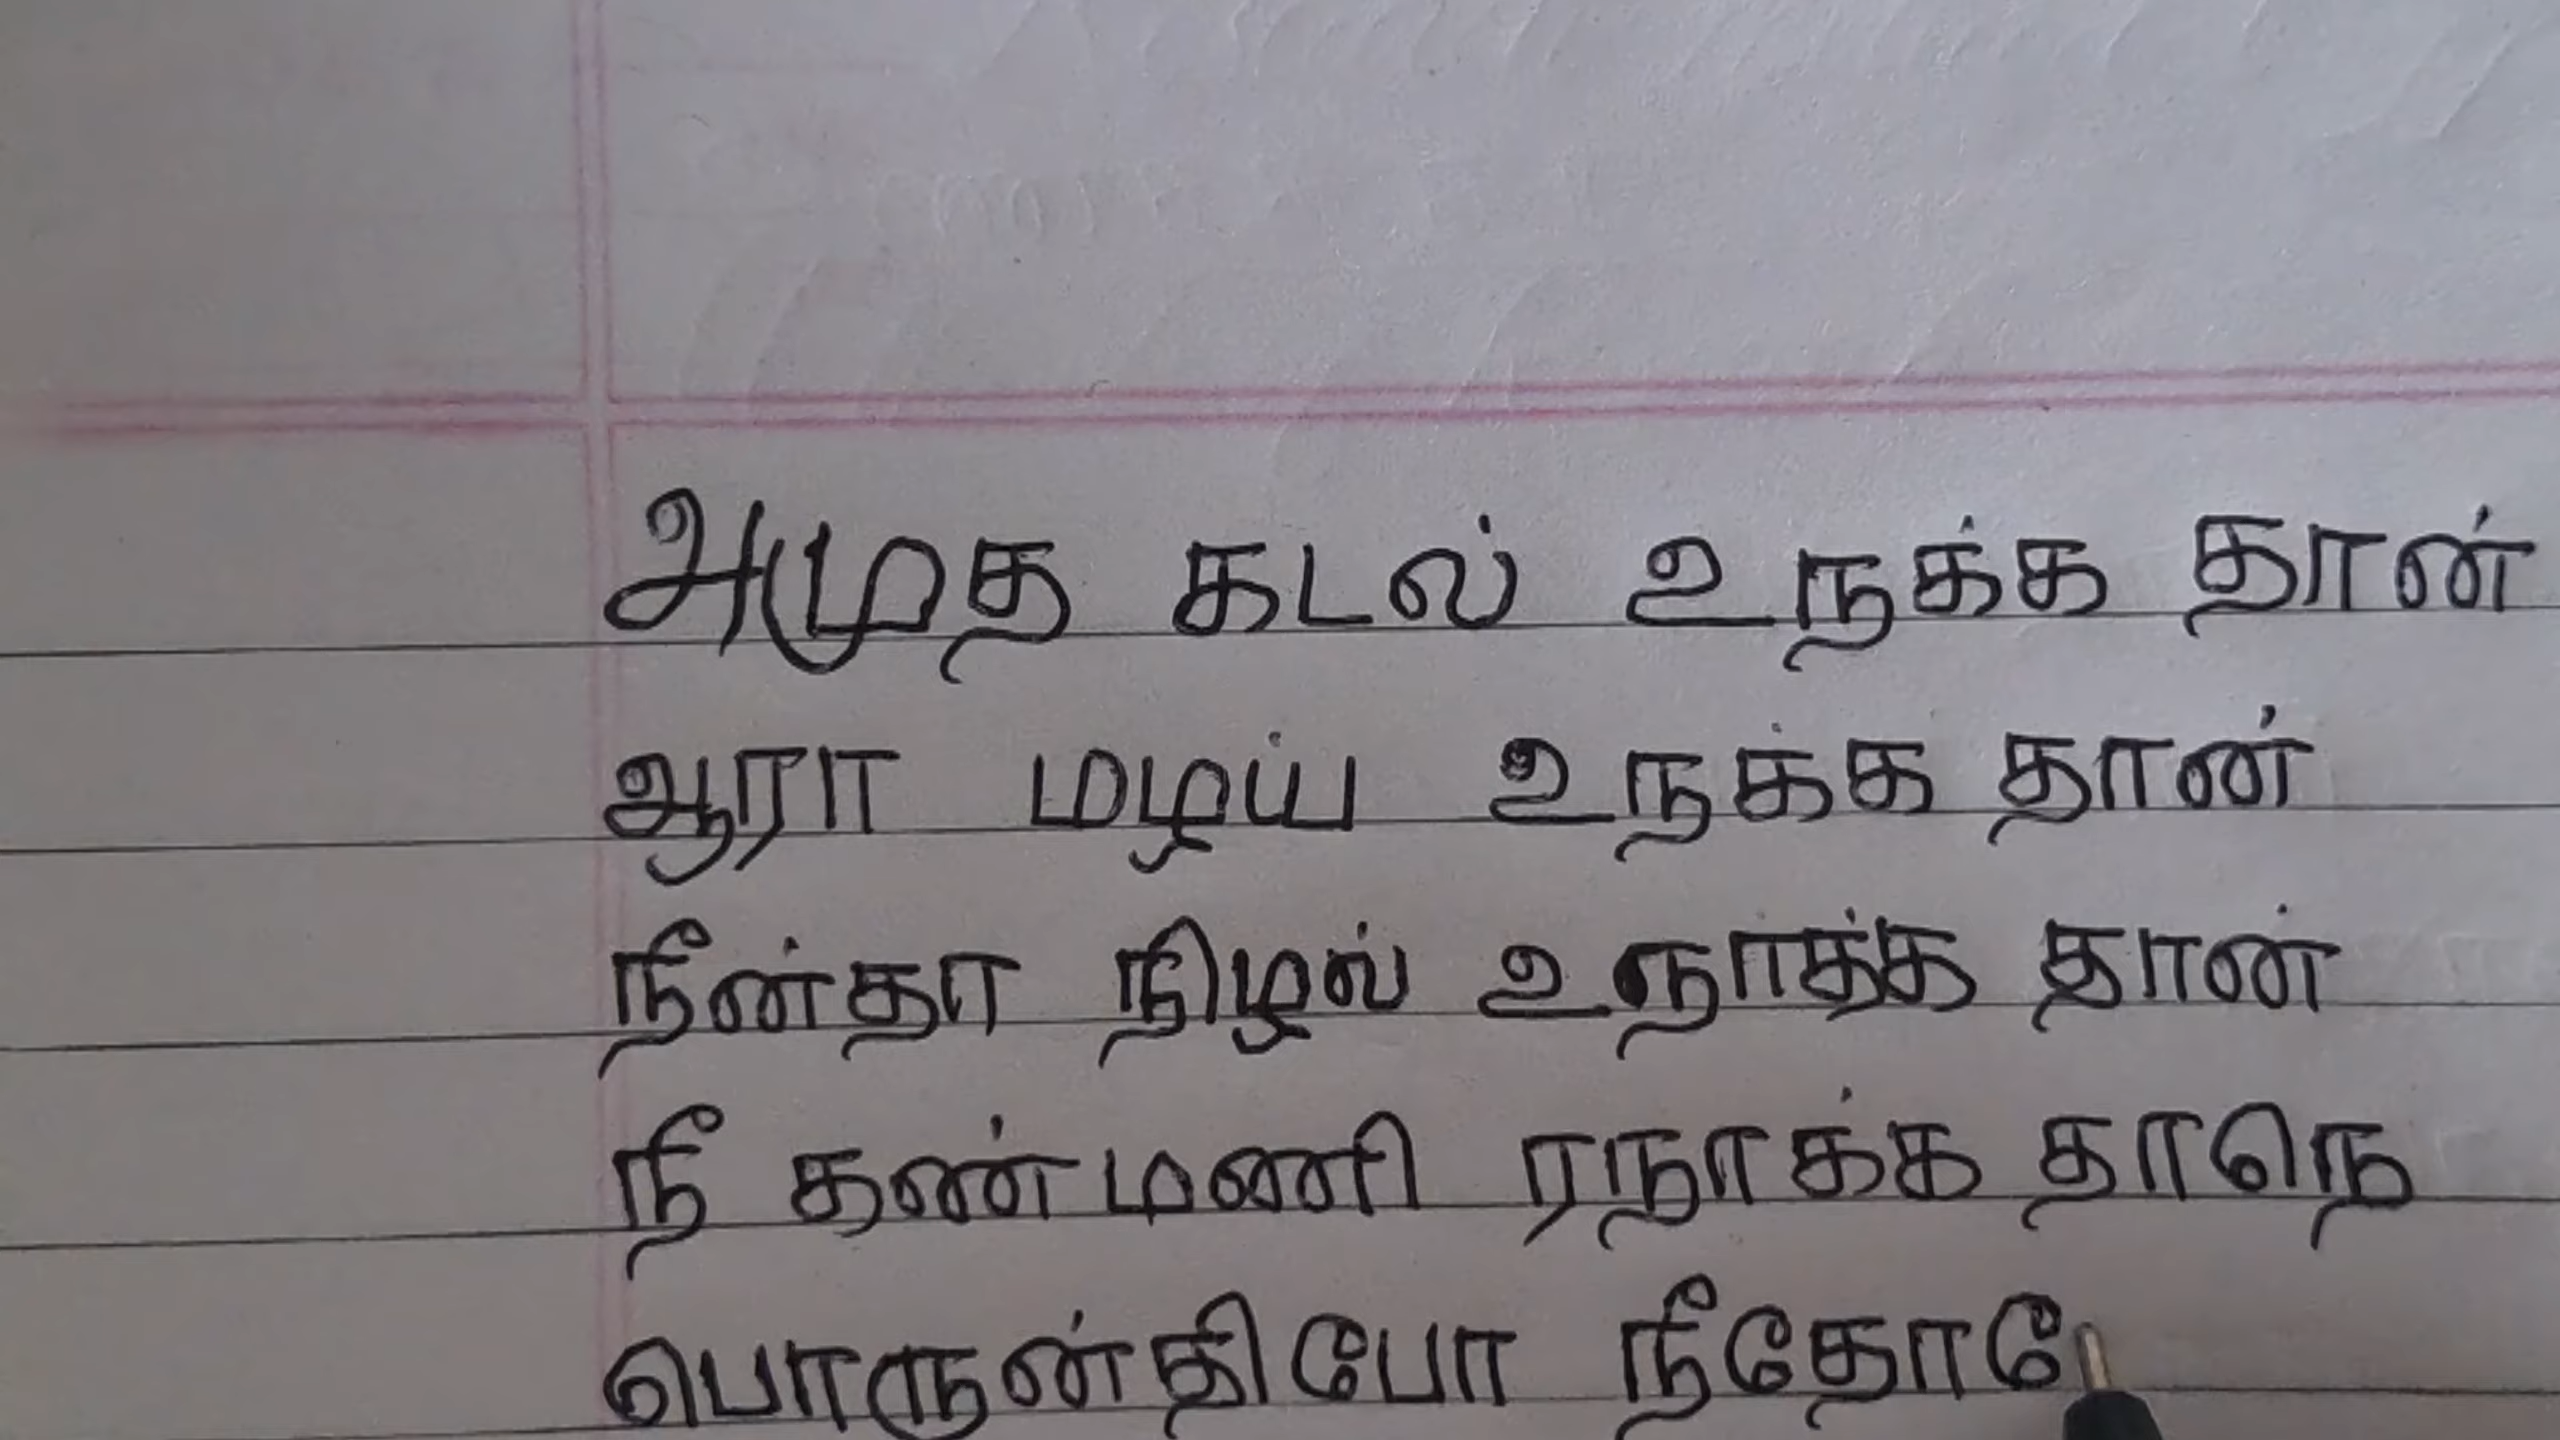 அமுத கடல் உநக்க தான்
ஆரா மழய் உநக்க தான்
நீன்தா நிழல் உநாக்க தான்
நீ கண்மணி ரநாக்க தாநெ
பொருன்திபோ நீதோ